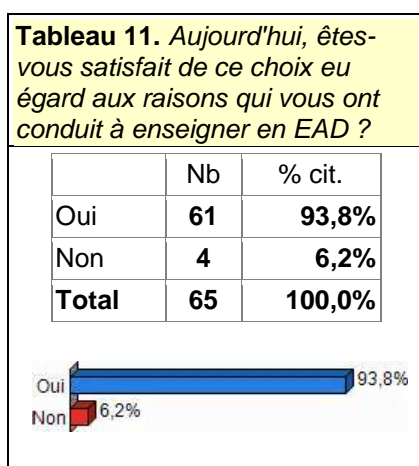 Tableau 11. Aujourd'hui, êtes-
vous satisfait de ce choix eu
égard aux raisons qui vous ont
conduit à enseigner en EAD ?
Nb % cit.
Oui 61 93,8%
Non 4 6,2%
Total 65 100,0%
Oui 93,8%
Non 6,2%